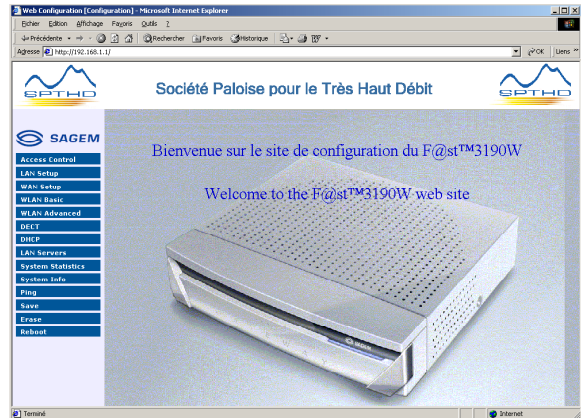 Web Configuration [Configuration] - Microsoft Internet Explorer
Fichier Edition Affichage Favoris Outils ?
Précédente Rechercher Favoris Historique
Adresse http://192.168.1.1/ OK Liens »
SPTHD Société Paloise pour le Très Haut Débit SPTHD
SAGEM
Bienvenue sur le site de configuration du F@st™3190W
Welcome to the F@st™3190W web site
Access Control
LAN Setup
WAN Setup
WLAN Basic
WLAN Advanced
DECT
DHCP
LAN Servers
System Statistics
System Info
Ping
Save
Erase
Reboot
SAGEM
Terminé Internet